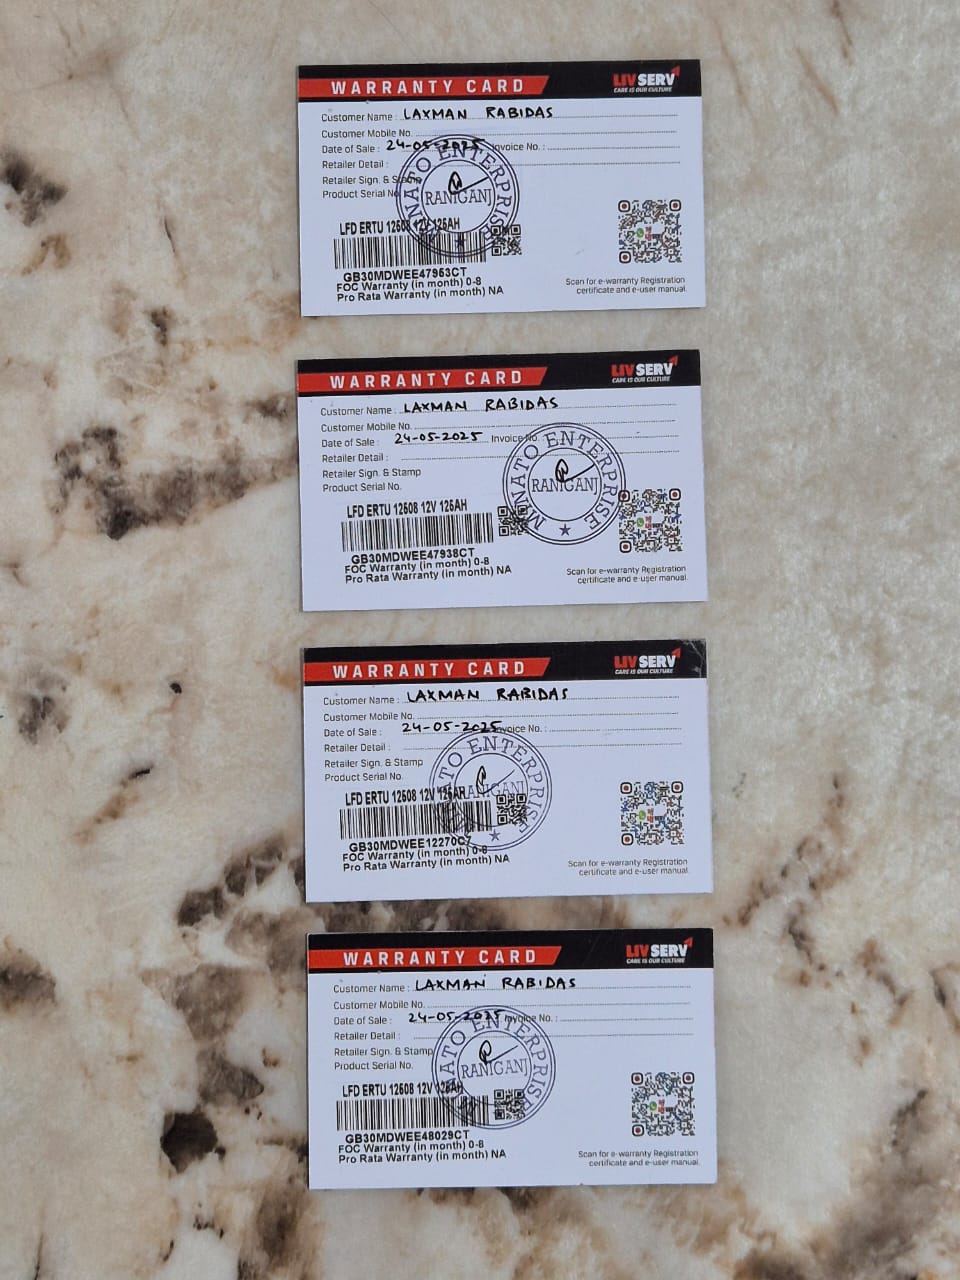 WARRANTY CARD
LIVSERV
CARE IS OUR CULTURE
Customer Name : LAXMAN RABIDAS
Customer Mobile No.
Date of Sale : 24-05-2025 Invoice No. :
Retailer Detail :
Retailer Sign. & Stamp
Product Serial No.
MNATO ENTERPRISE
RANIGANJ
LFD ERTU 12508 12V 125AH
GB30MDWEE47953CT
FOC Warranty (in month) 0-8
Pro Rata Warranty (in month) NA
Scan for e-warranty Registration
certificate and e-user manual.
WARRANTY CARD
LIVSERV
CARE IS OUR CULTURE
Customer Name : LAXMAN RABIDAS
Customer Mobile No.
Date of Sale : 24-05-2025 Invoice No.
Retailer Detail :
Retailer Sign. & Stamp
Product Serial No.
MNATO ENTERPRISE
RANIGANJ
LFD ERTU 12508 12V 125AH
GB30MDWEE47938CT
FOC Warranty (in month) 0-8
Pro Rata Warranty (in month) NA
Scan for e-warranty Registration
certificate and e-user manual.
WARRANTY CARD
LIVSERV
CARE IS OUR CULTURE
Customer Name : LAXMAN RABIDAS
Customer Mobile No.
Date of Sale : 24-05-2025 Invoice No. :
Retailer Detail :
Retailer Sign. & Stamp
Product Serial No.
ENTERPRISE
RANIGANJ
LFD ERTU 12508 12V 125AH
GB30MDWEE12270C7
FOC Warranty (in month) 0-8
Pro Rata Warranty (in month) NA
Scan for e-warranty Registration
certificate and e-user manual.
WARRANTY CARD
LIVSERV
CARE IS OUR CULTURE
Customer Name : LAXMAN RABIDAS
Customer Mobile No.
Date of Sale : 24-05-2025 Invoice No. :
Retailer Detail :
Retailer Sign. & Stamp
Product Serial No.
ENTERPRISE
RANIGANJ
LFD ERTU 12508 12V 125AH
GB30MDWEE48029CT
FOC Warranty (in month) 0-8
Pro Rata Warranty (in month) NA
Scan for e-warranty Registration
certificate and e-user manual.